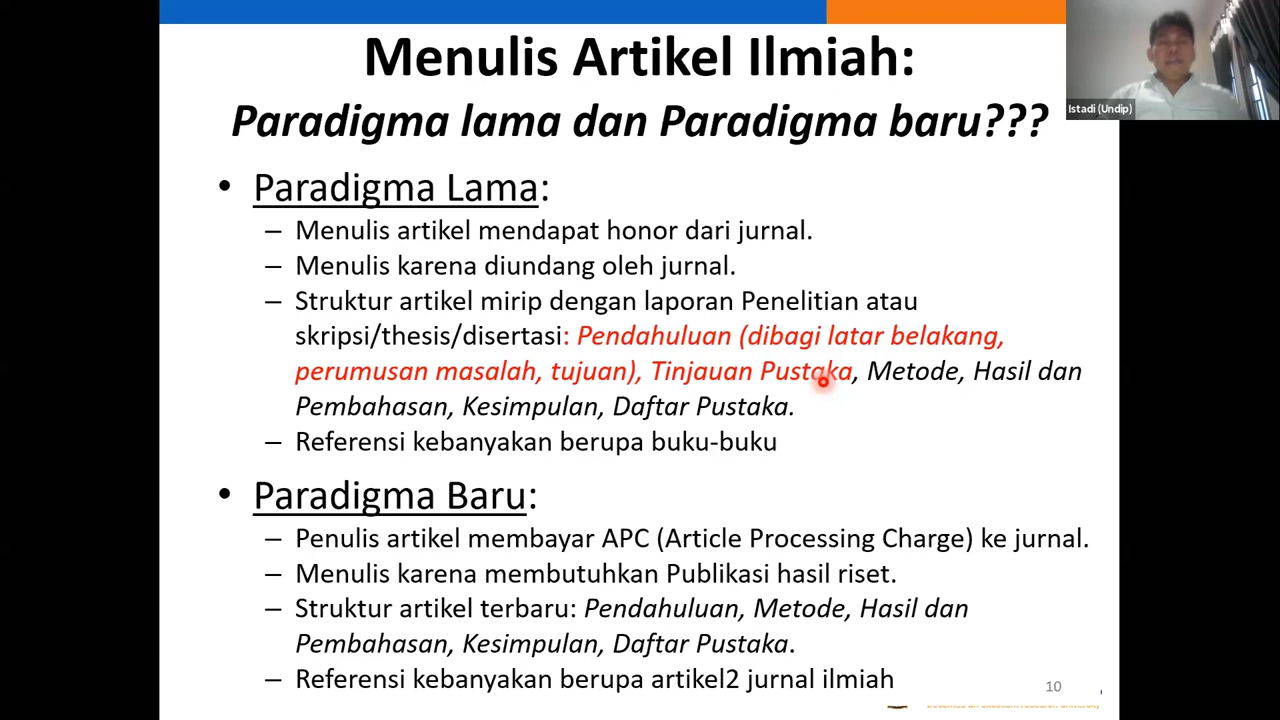 Menulis Artikel Ilmiah:
Paradigma lama dan Paradigma baru???
Istadi (Undip)
• Paradigma Lama:
– Menulis artikel mendapat honor dari jurnal.
– Menulis karena diundang oleh jurnal.
– Struktur artikel mirip dengan laporan Penelitian atau
skripsi/thesis/disertasi: Pendahuluan (dibagi latar belakang,
perumusan masalah, tujuan), Tinjauan Pustaka, Metode, Hasil dan
Pembahasan, Kesimpulan, Daftar Pustaka.
– Referensi kebanyakan berupa buku-buku
• Paradigma Baru:
– Penulis artikel membayar APC (Article Processing Charge) ke jurnal.
– Menulis karena membutuhkan Publikasi hasil riset.
– Struktur artikel terbaru: Pendahuluan, Metode, Hasil dan
Pembahasan, Kesimpulan, Daftar Pustaka.
– Referensi kebanyakan berupa artikel2 jurnal ilmiah
10